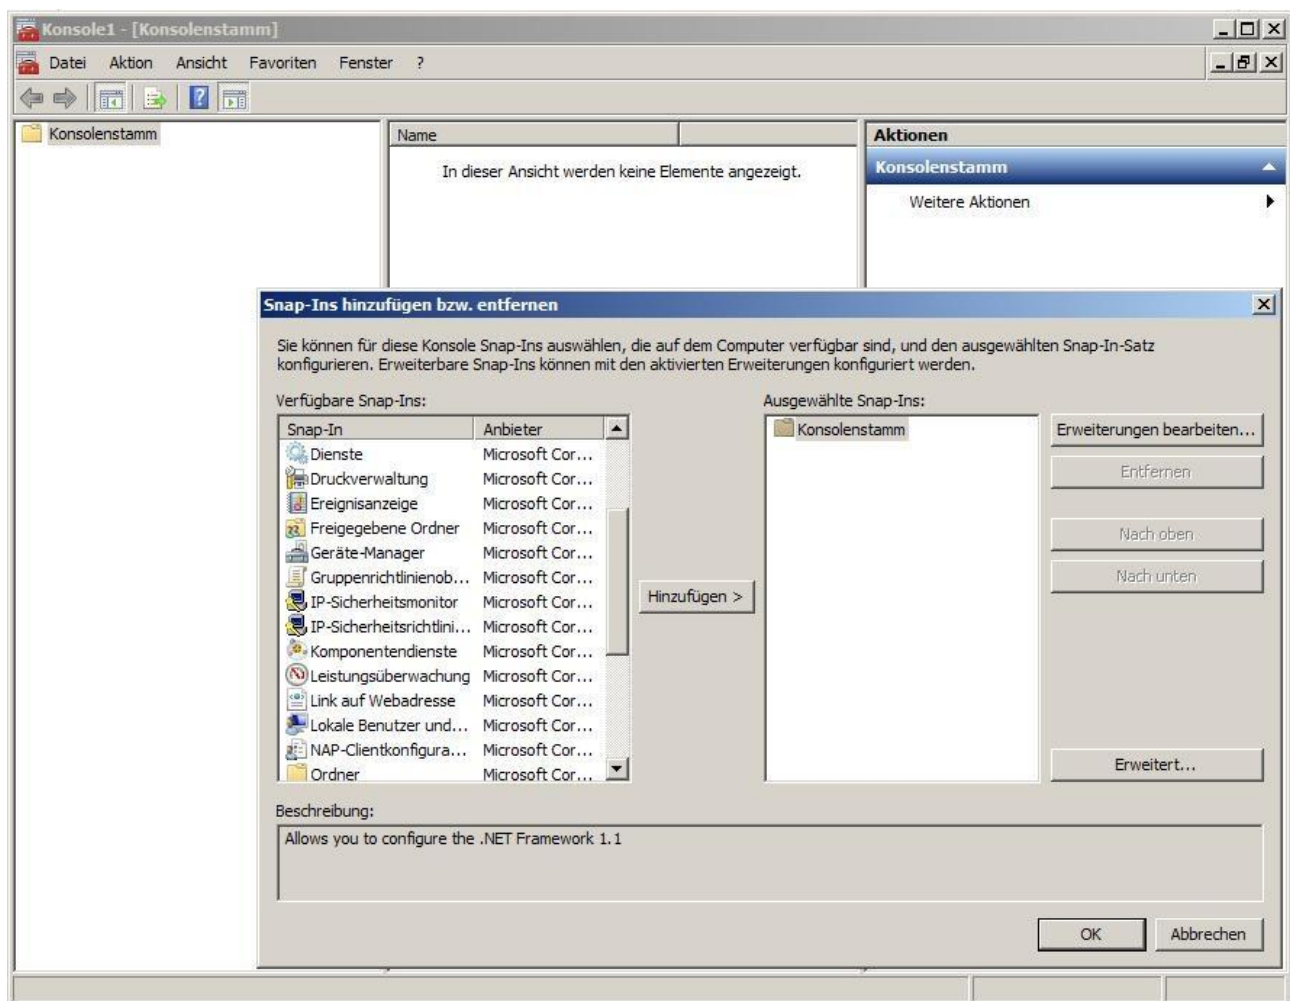 Konsole1 - [Konsolenstamm]
Datei Aktion Ansicht Favoriten Fenster ?
Konsolenstamm
Name
In dieser Ansicht werden keine Elemente angezeigt.
Aktionen
Konsolenstamm
Weitere Aktionen
Snap-Ins hinzufügen bzw. entfernen
Sie können für diese Konsole Snap-Ins auswählen, die auf dem Computer verfügbar sind, und den ausgewählten Snap-In-Satz
konfigurieren. Erweiterbare Snap-Ins können mit den aktivierten Erweiterungen konfiguriert werden.
Verfügbare Snap-Ins:
Snap-In Anbieter
Dienste Microsoft Cor...
Druckverwaltung Microsoft Cor...
Ereignisanzeige Microsoft Cor...
Freigegebene Ordner Microsoft Cor...
Geräte-Manager Microsoft Cor...
Gruppenrichtlinienob... Microsoft Cor...
IP-Sicherheitsmonitor Microsoft Cor...
IP-Sicherheitsrichtlini... Microsoft Cor...
Komponentendienste Microsoft Cor...
Leistungsüberwachung Microsoft Cor...
Link auf Webadresse Microsoft Cor...
Lokale Benutzer und... Microsoft Cor...
NAP-Clientkonfigura... Microsoft Cor...
Ordner Microsoft Cor...
Hinzufügen >
Ausgewählte Snap-Ins:
Konsolenstamm
Erweiterungen bearbeiten...
Entfernen
Nach oben
Nach unten
Erweitert...
Beschreibung:
Allows you to configure the .NET Framework 1.1
OK Abbrechen